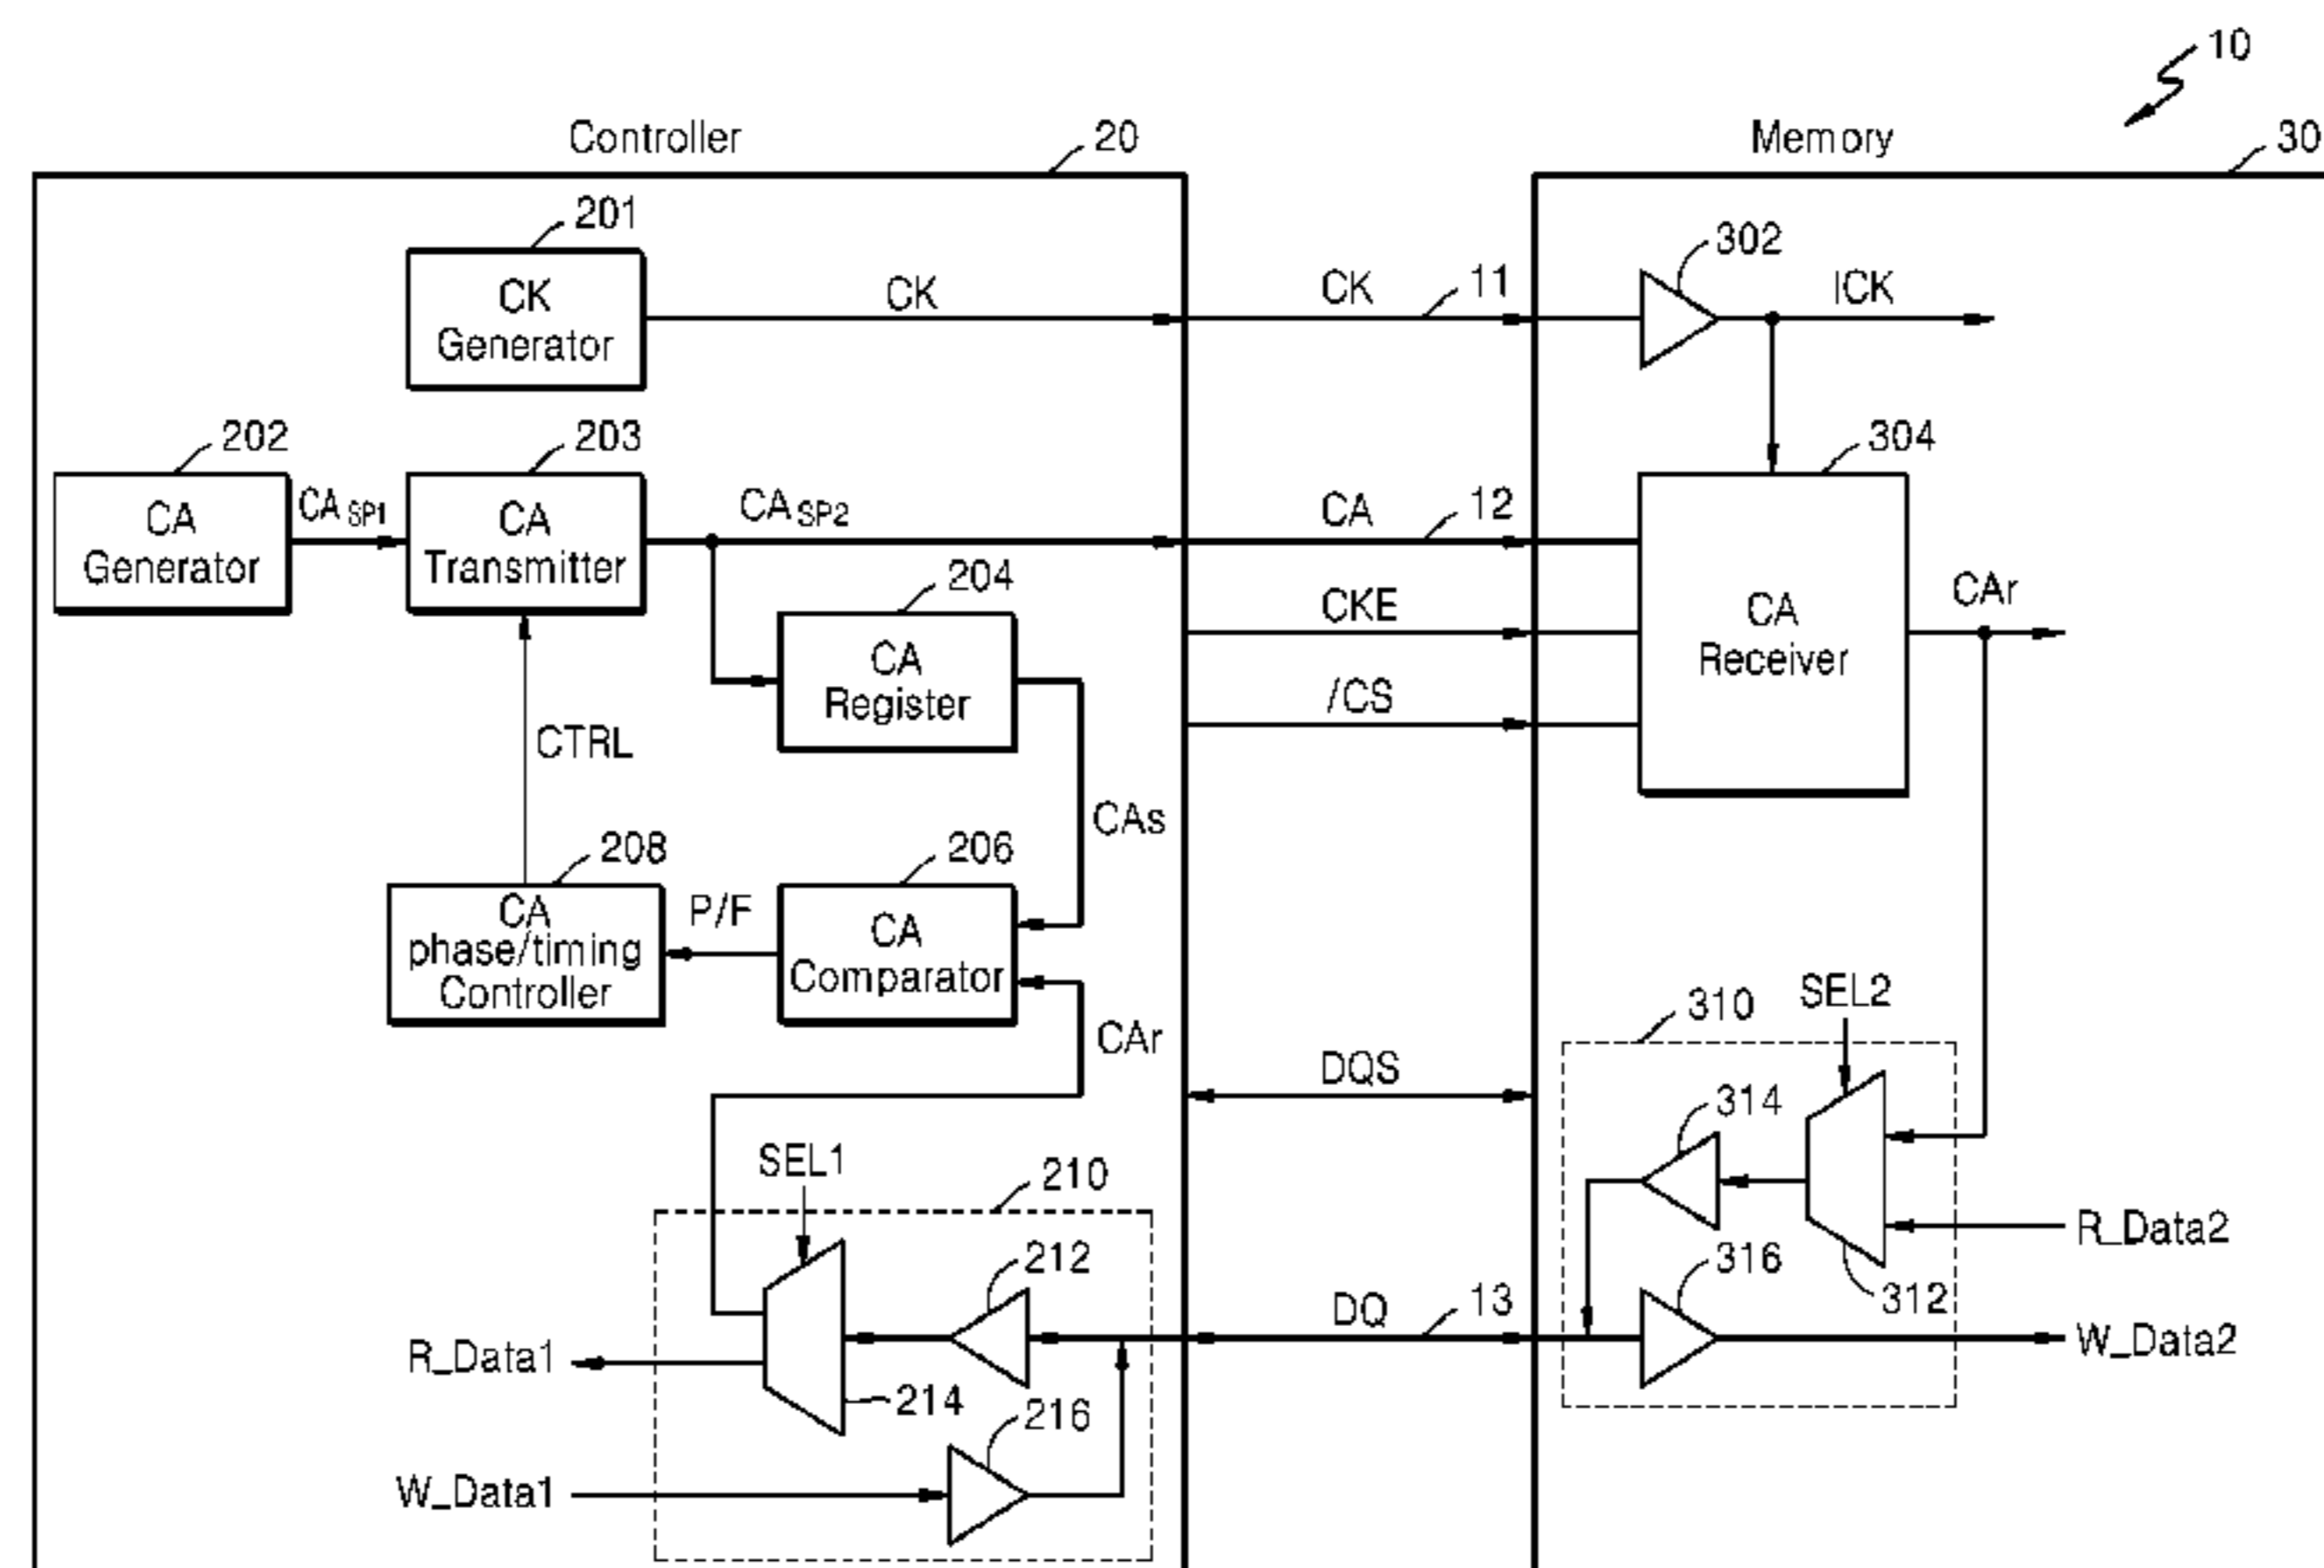 10
Controller
20
Memory
30
201
CK
Generator
CK
CK
11
302
ICK
202
CA
Generator
CA SP1
203
CA
Transmitter
CA SP2
CA
12
304
CA
Receiver
CAr
204
CA
Register
CKE
/CS
CTRL
CAs
208
CA
phase/timing
Controller
P/F
206
CA
Comparator
CAr
DQS
310
SEL2
314
312
R_Data2
316
W_Data2
SEL1
210
212
DQ
13
R_Data1
214
216
W_Data1